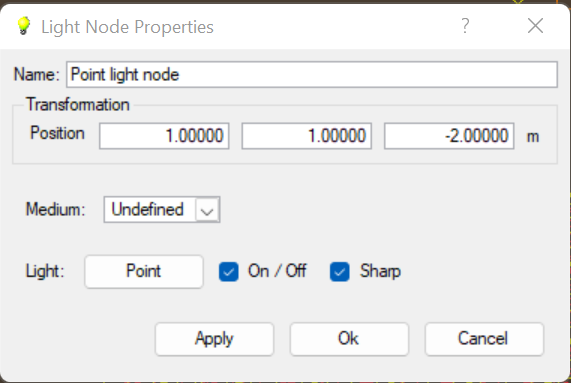 Light Node Properties ?
Name: Point light node
Transformation
Position 1.00000 1.00000 -2.00000 m
Medium: Undefined
Light: Point On / Off Sharp
Apply Ok Cancel